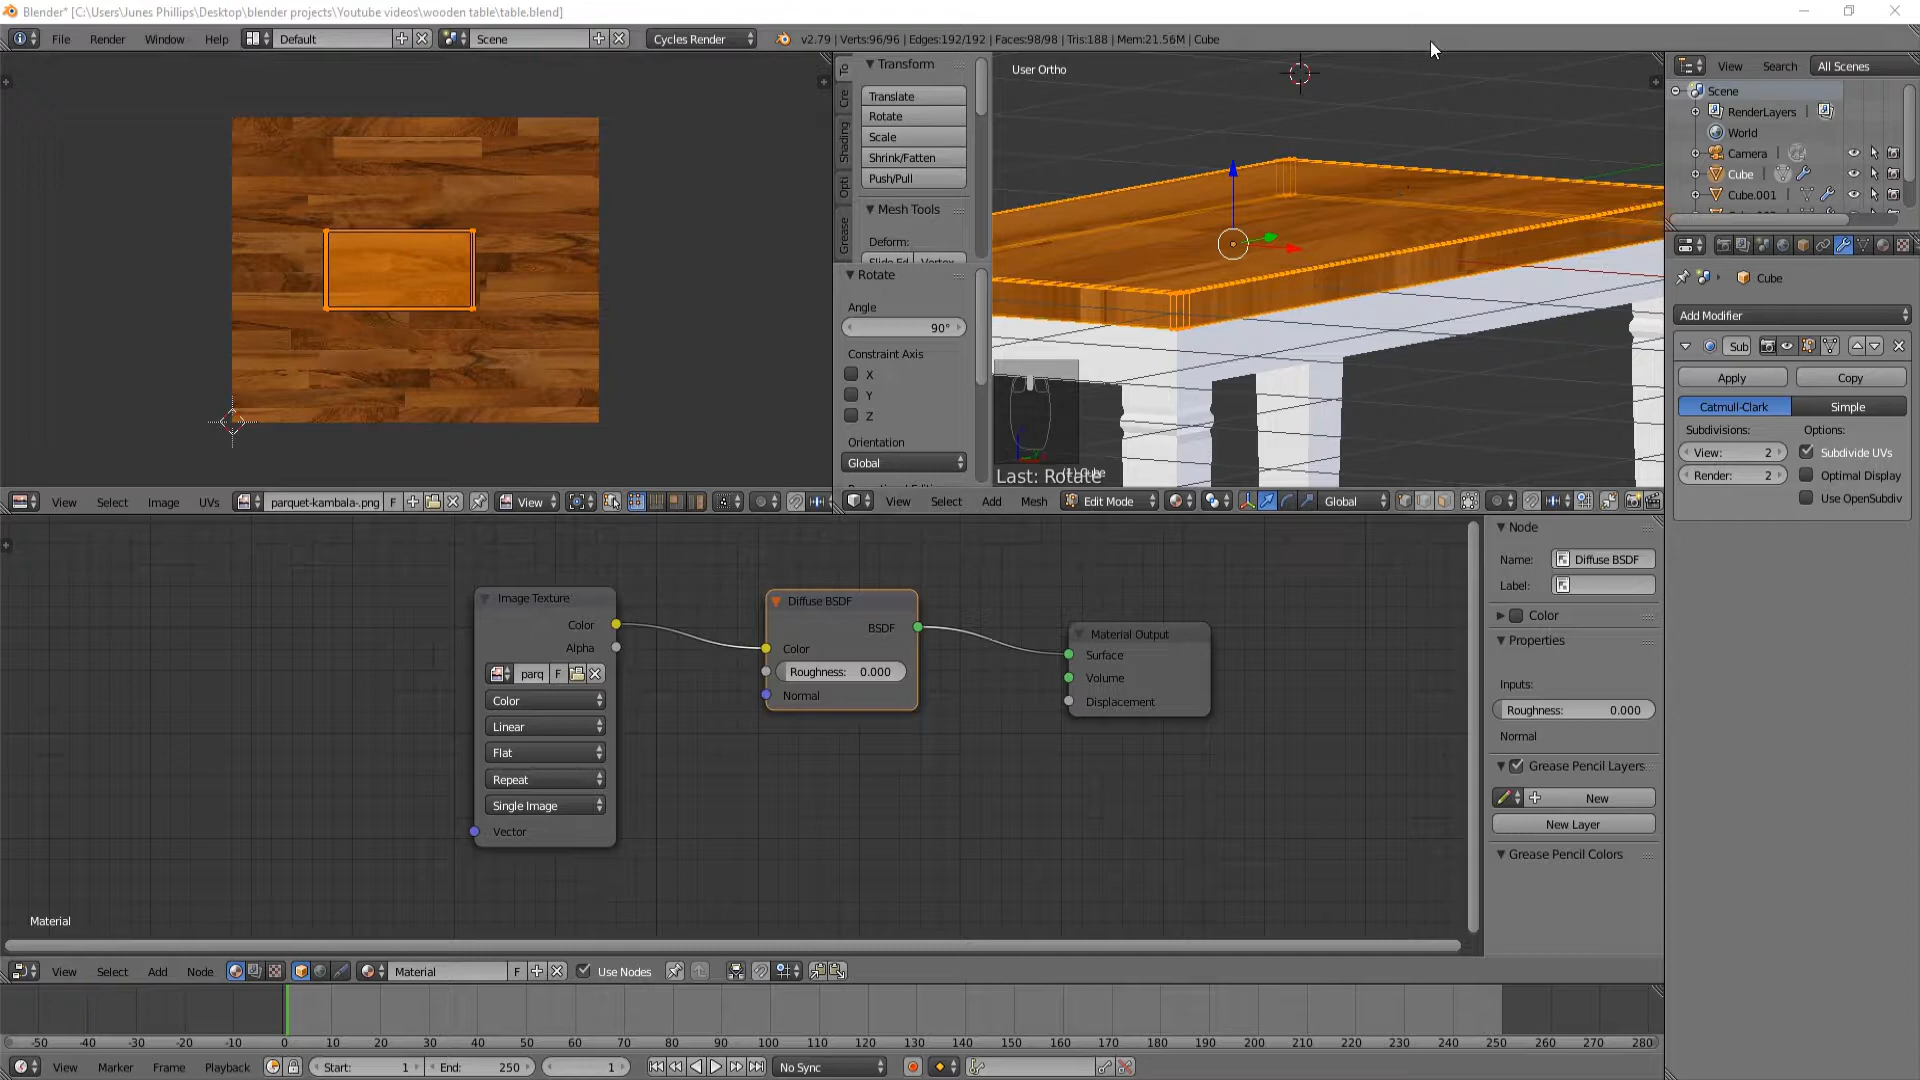 Blender* [C:\Users\Junes Phillips\Desktop\blender projects\Youtube videos\wooden table\table.blend]
File Render Window Help Default Scene Cycles Render v2.79 | Verts:96/96 | Edges:192/192 | Faces:98/98 | Tris:188 | Mem:21.56M | Cube
View Search All Scenes
Scene
RenderLayers
World
Camera
Cube
Cube.001
To
Cre
Shading
Opti
Grease
Transform
Translate
Rotate
Scale
Shrink/Fatten
Push/Pull
Mesh Tools
Deform:
Slide Ed Vertex
Rotate
Angle
90°
Constraint Axis
X
Y
Z
Orientation
Global
User Ortho
Last: Rotate
(1) Cube
Cube
Add Modifier
Sub
Apply Copy
Catmull-Clark Simple
Subdivisions: Options:
View: 2 Subdivide UVs
Render: 2 Optimal Display
Use OpenSubdiv
View Select Image UVs parquet-kambala-.png F View
View Select Add Mesh Edit Mode Global
Image Texture
Color
Alpha
parq F
Color
Linear
Flat
Repeat
Single Image
Vector
Diffuse BSDF
BSDF
Color
Roughness: 0.000
Normal
Material Output
Surface
Volume
Displacement
Material
Node
Name: Diffuse BSDF
Label:
Color
Properties
Inputs:
Roughness: 0.000
Normal
Grease Pencil Layers
New
New Layer
Grease Pencil Colors
View Select Add Node Material F Use Nodes
-50 -40 -30 -20 -10 0 10 20 30 40 50 60 70 80 90 100 110 120 130 140 150 160 170 180 190 200 210 220 230 240 250 260 270 280
View Marker Frame Playback Start: 1 End: 250 1 No Sync